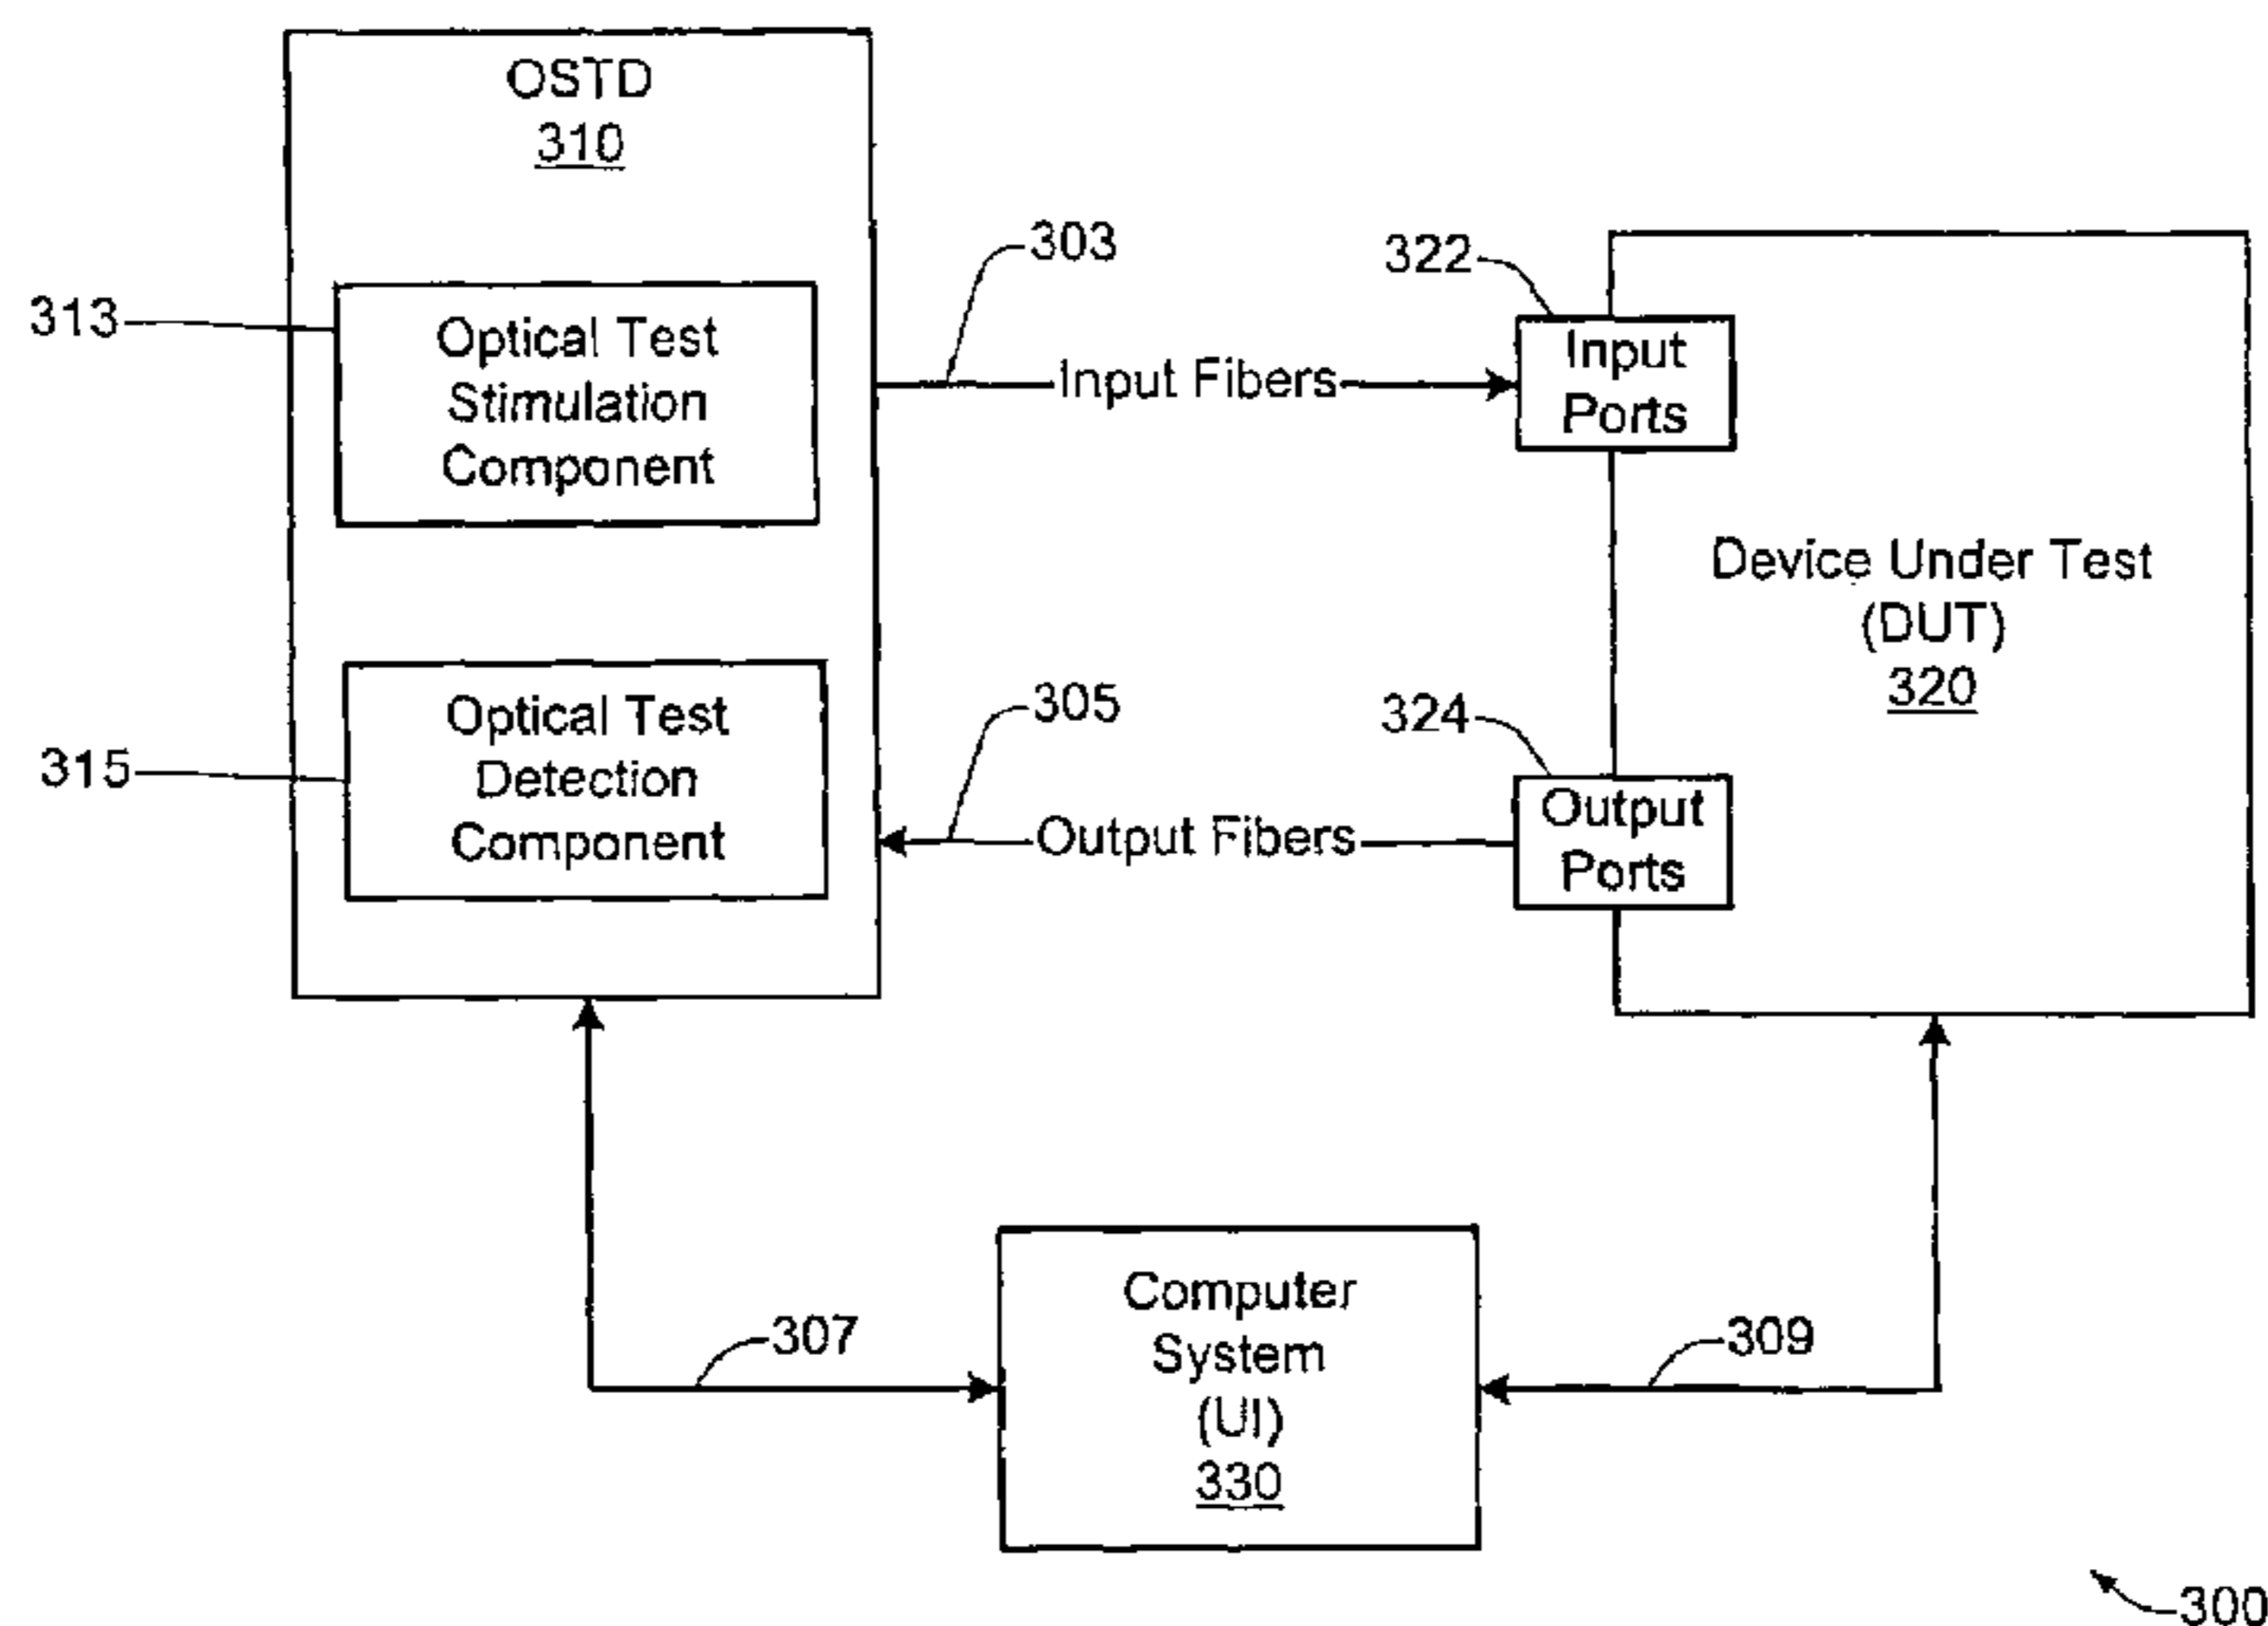 OSTD
310
313
Optical Test
Stimulation
Component
315
Optical Test
Detection
Component
303
Input Fibers
305
Output Fibers
322
Input
Ports
Device Under Test
(DUT)
320
324
Output
Ports
307
Computer
System
(UI)
330
309
300